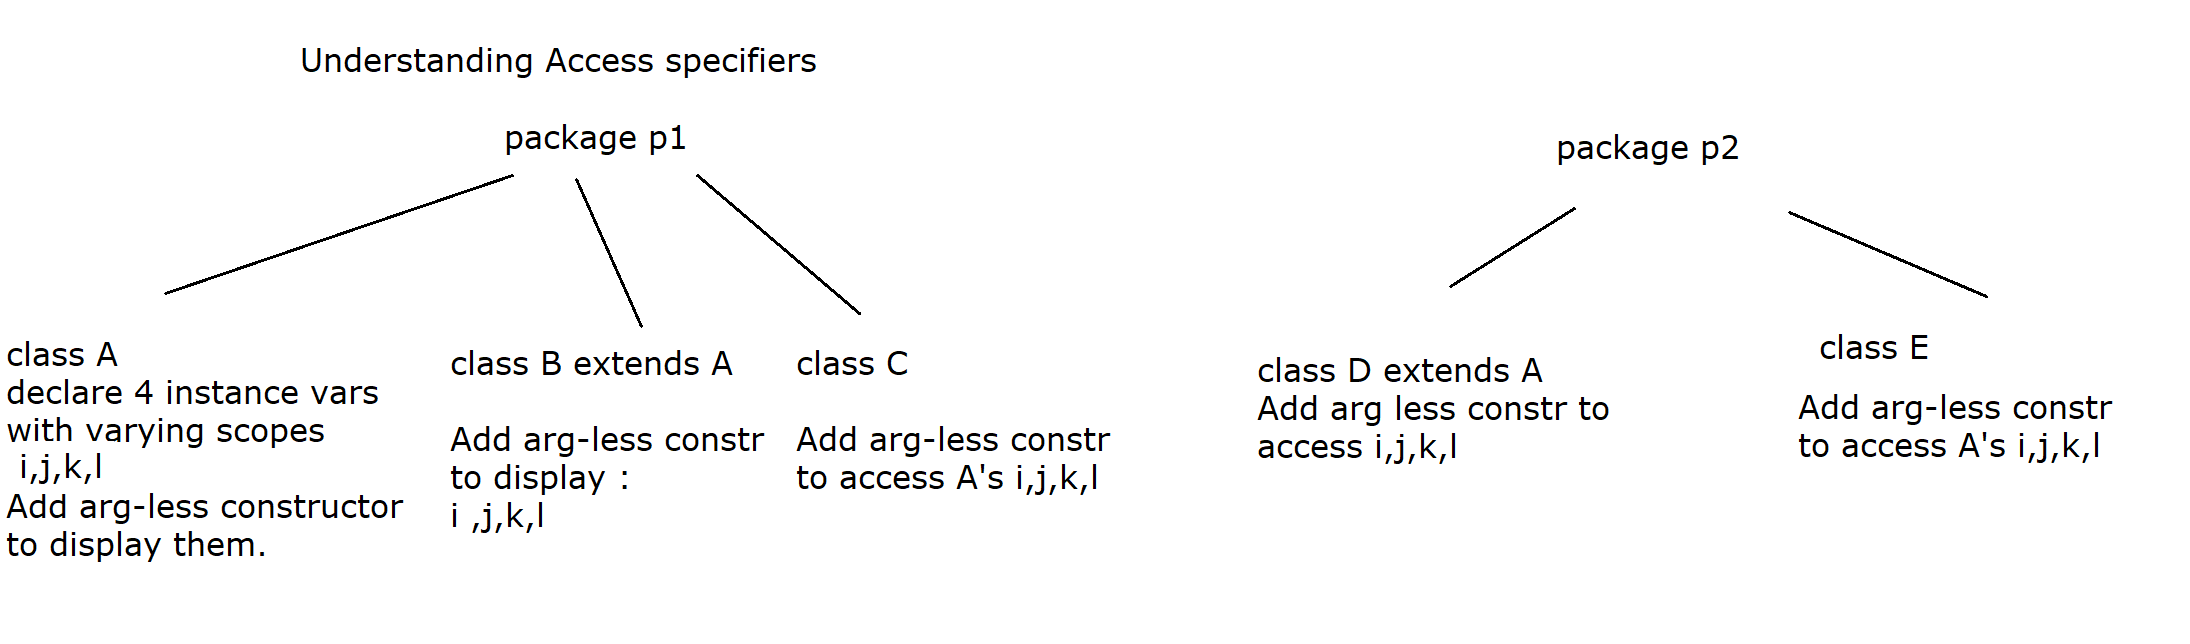 Understanding Access specifiers
package p1
class A
declare 4 instance vars
with varying scopes
i,j,k,l
Add arg-less constructor
to display them.
class B extends A
Add arg-less constr
to display :
i ,j,k,l
class C
Add arg-less constr
to access A's i,j,k,l
package p2
class D extends A
Add arg less constr to
access i,j,k,l
class E
Add arg-less constr
to access A's i,j,k,l